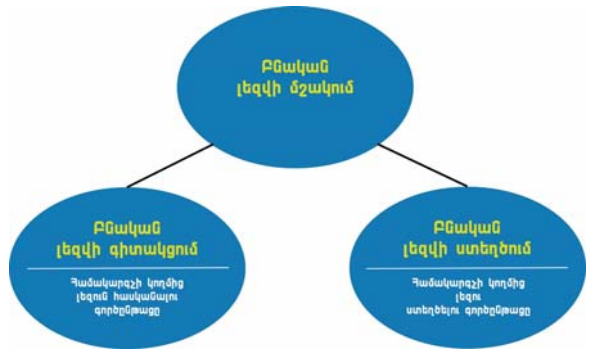 Բնական
լեզվի մշակում
Բնական
լեզվի գիտակցում
Համակարգչի կողմից
լեզուն հասկանալու
գործընթացը
Բնական
լեզվի ստեղծում
Համակարգչի կողմից
լեզու
ստեղծելու գործընթացը